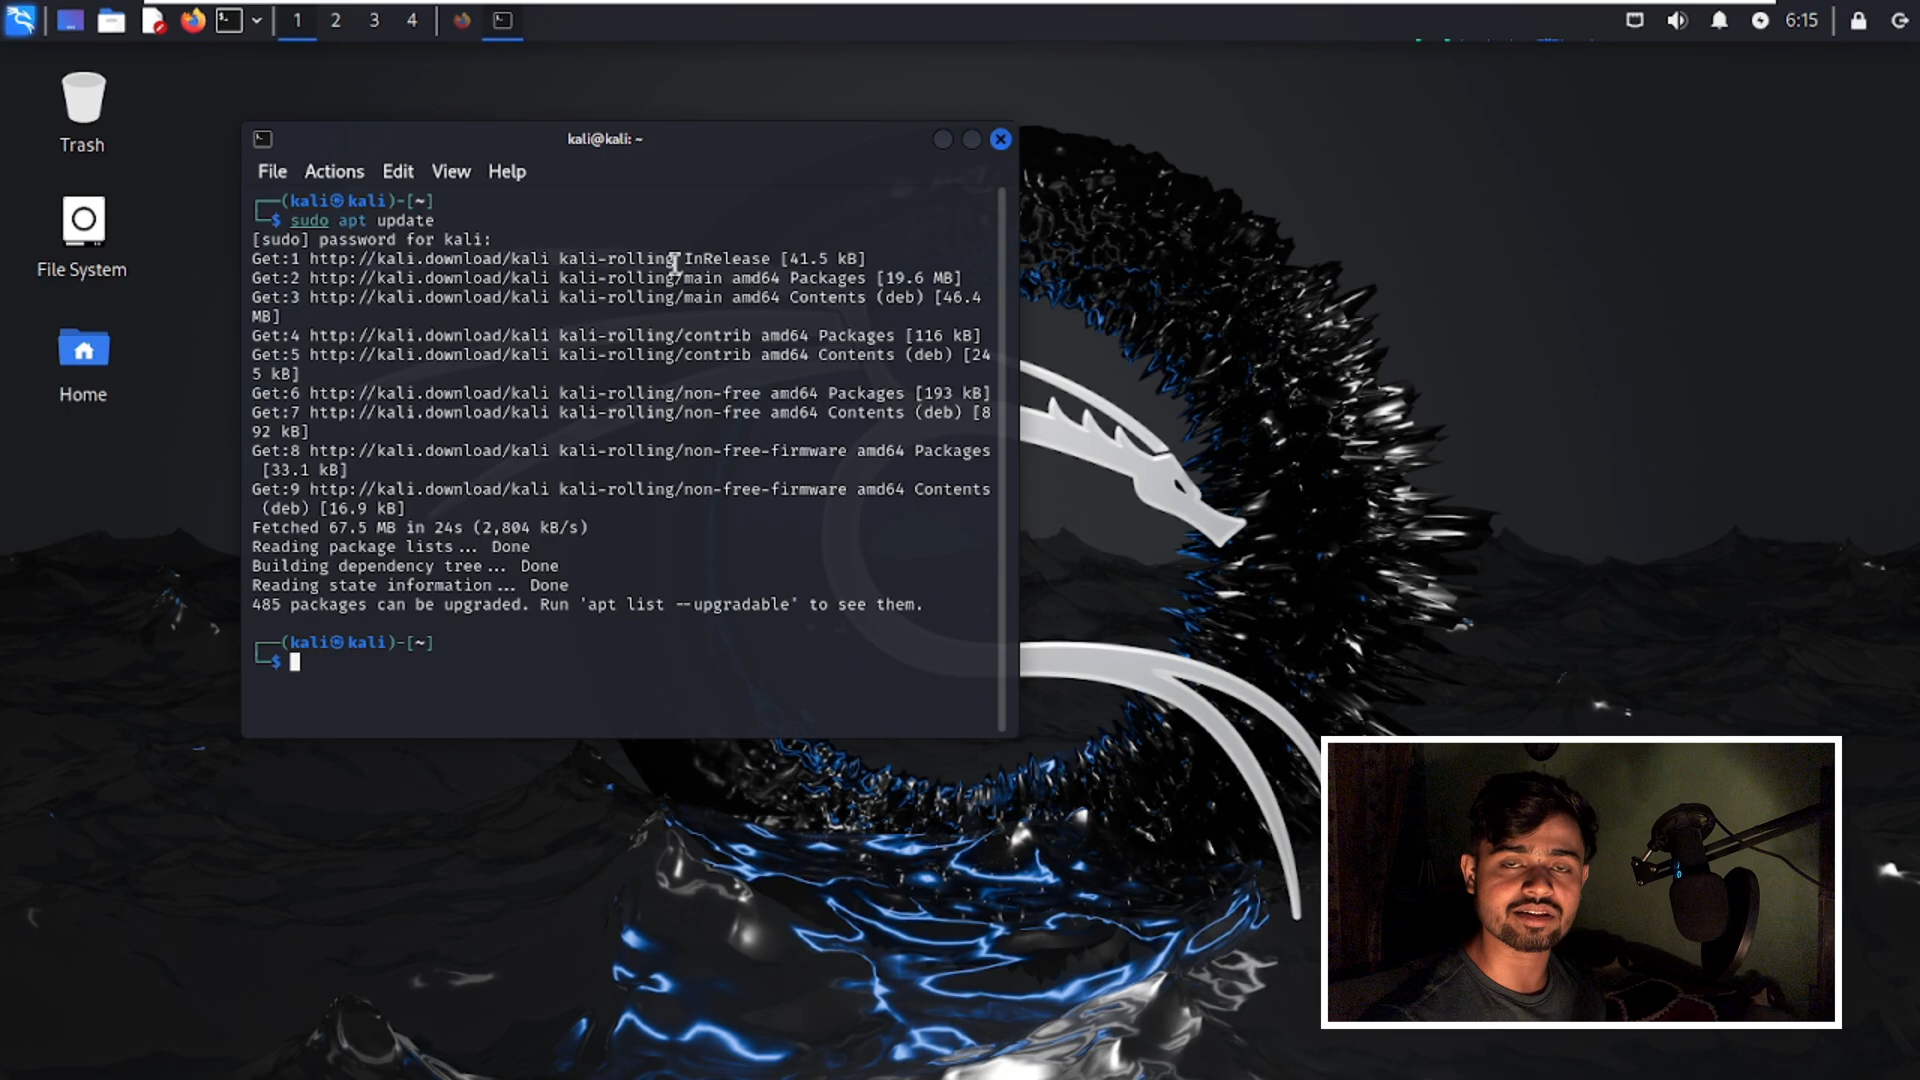 1 2 3 4
6:15
Trash
File System
Home
kali@kali: ~
File Actions Edit View Help
┌──(kali㉿kali)-[~]
└─$ sudo apt update
[sudo] password for kali:
Get:1 http://kali.download/kali kali-rolling InRelease [41.5 kB]
Get:2 http://kali.download/kali kali-rolling/main amd64 Packages [19.6 MB]
Get:3 http://kali.download/kali kali-rolling/main amd64 Contents (deb) [46.4
MB]
Get:4 http://kali.download/kali kali-rolling/contrib amd64 Packages [116 kB]
Get:5 http://kali.download/kali kali-rolling/contrib amd64 Contents (deb) [24
5 kB]
Get:6 http://kali.download/kali kali-rolling/non-free amd64 Packages [193 kB]
Get:7 http://kali.download/kali kali-rolling/non-free amd64 Contents (deb) [8
92 kB]
Get:8 http://kali.download/kali kali-rolling/non-free-firmware amd64 Packages
[33.1 kB]
Get:9 http://kali.download/kali kali-rolling/non-free-firmware amd64 Contents
(deb) [16.9 kB]
Fetched 67.5 MB in 24s (2,804 kB/s)
Reading package lists... Done
Building dependency tree... Done
Reading state information... Done
485 packages can be upgraded. Run 'apt list --upgradable' to see them.
┌──(kali㉿kali)-[~]
└─$